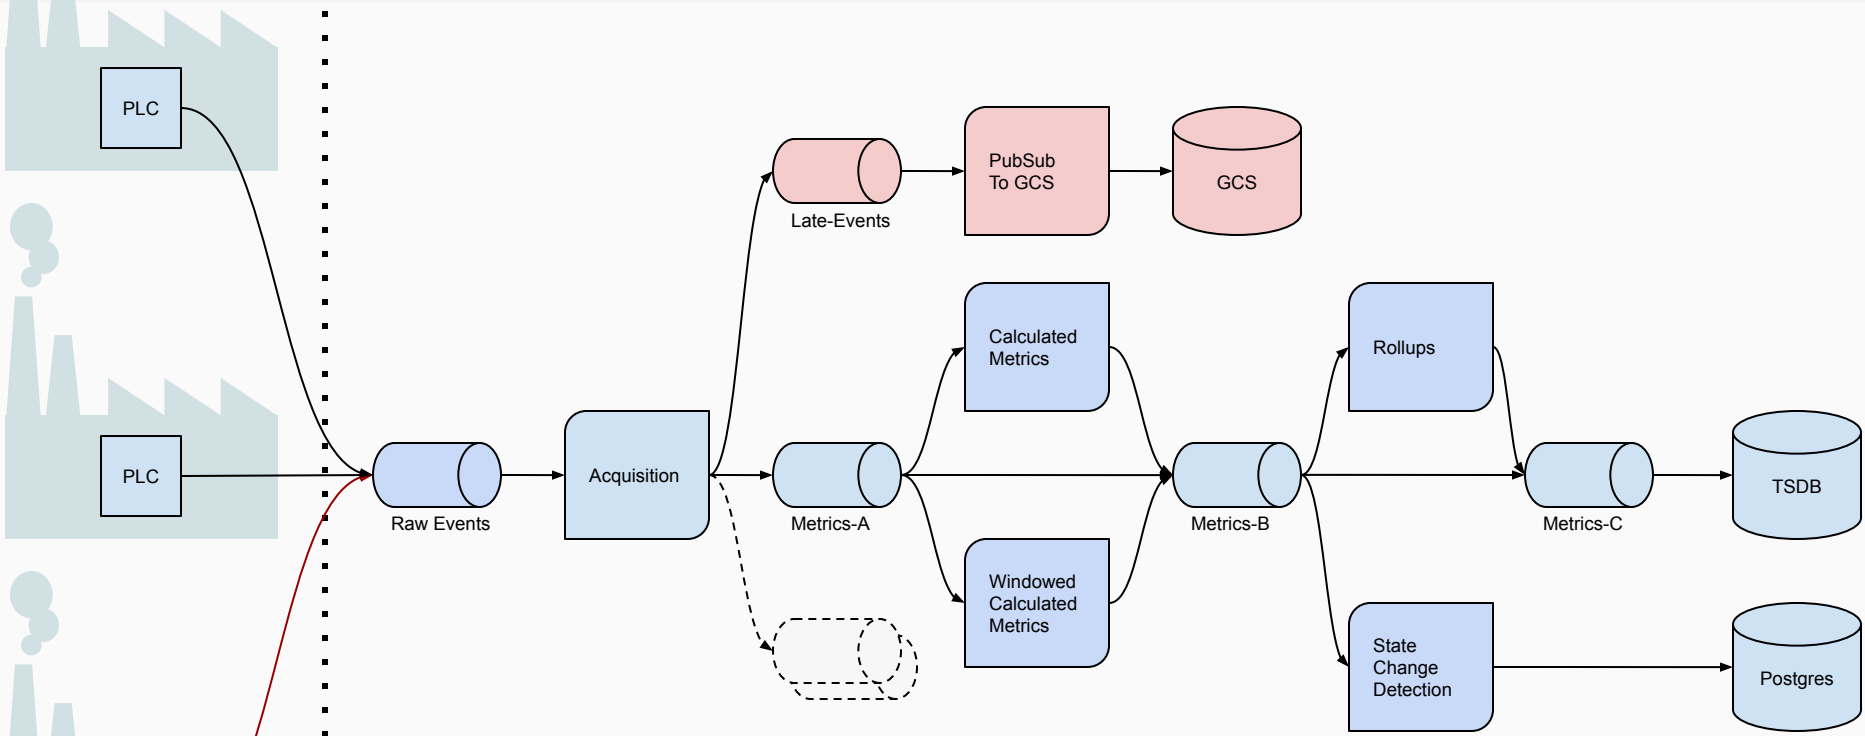 PLC
PubSub
To GCS
GCS
Late-Events
Calculated
Metrics
Rollups
PLC
Acquisition
TSDB
Raw Events
Metrics-A
Metrics-B
Metrics-C
Windowed
Calculated
Metrics
State
Change
Detection
Postgres